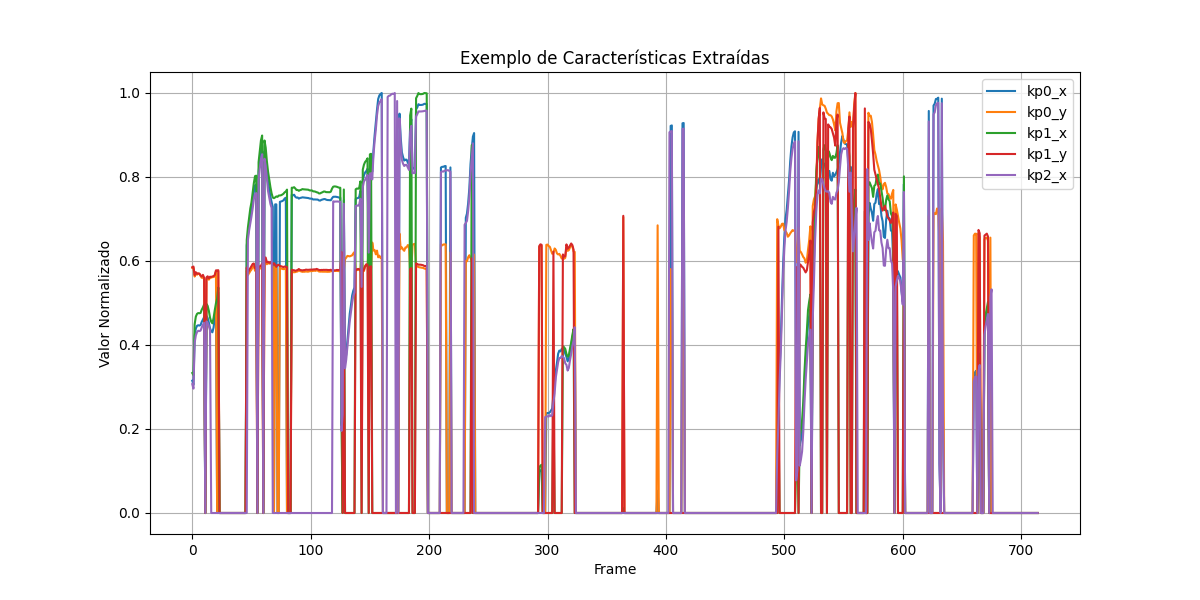 Exemplo de Características Extraídas
1.0
0.8
0.6
0.4
0.2
0.0
Valor Normalizado
0 100 200 300 400 500 600 700
Frame
kp0_x
kp0_y
kp1_x
kp1_y
kp2_x